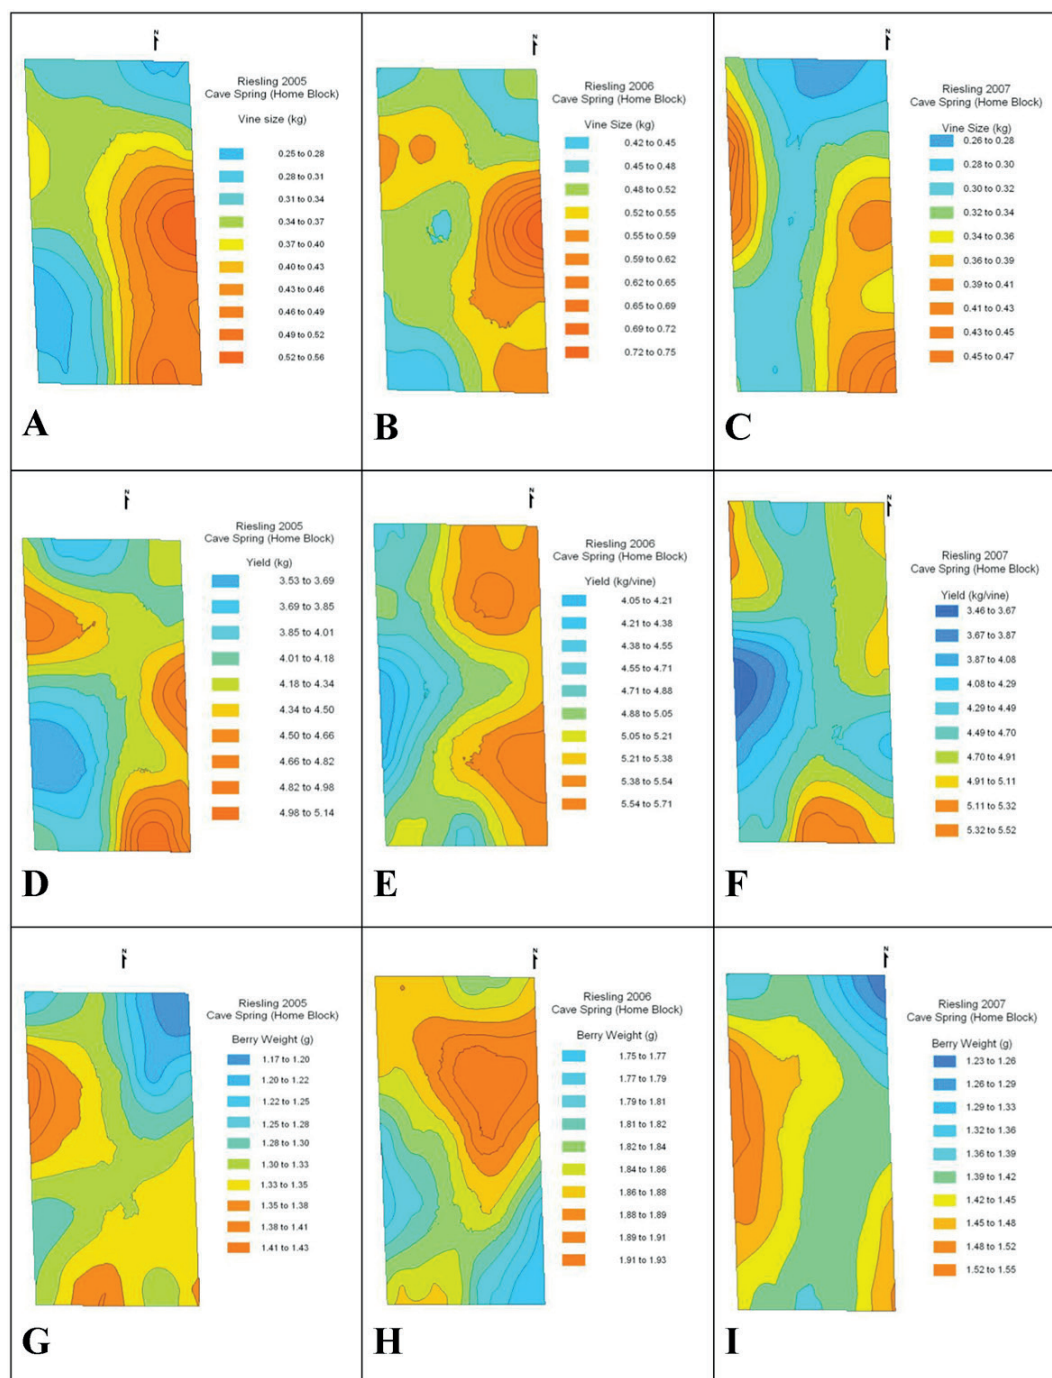 N
Riesling 2005
Cave Spring (Home Block)
Vine size (kg)
0.25 to 0.28
0.28 to 0.31
0.31 to 0.34
0.34 to 0.37
0.37 to 0.40
0.40 to 0.43
0.43 to 0.46
0.46 to 0.49
0.49 to 0.52
0.52 to 0.56
A
N
Riesling 2006
Cave Spring (Home Block)
Vine Size (kg)
0.42 to 0.45
0.45 to 0.48
0.48 to 0.52
0.52 to 0.55
0.55 to 0.59
0.59 to 0.62
0.62 to 0.65
0.65 to 0.69
0.69 to 0.72
0.72 to 0.75
B
N
Riesling 2007
Cave Spring (Home Block)
Vine Size (kg)
0.26 to 0.28
0.28 to 0.30
0.30 to 0.32
0.32 to 0.34
0.34 to 0.36
0.36 to 0.39
0.39 to 0.41
0.41 to 0.43
0.43 to 0.45
0.45 to 0.47
C
N
Riesling 2005
Cave Spring (Home Block)
Yield (kg)
3.53 to 3.69
3.69 to 3.85
3.85 to 4.01
4.01 to 4.18
4.18 to 4.34
4.34 to 4.50
4.50 to 4.66
4.66 to 4.82
4.82 to 4.98
4.98 to 5.14
D
N
Riesling 2006
Cave Spring (Home Block)
Yield (kg/vine)
4.05 to 4.21
4.21 to 4.38
4.38 to 4.55
4.55 to 4.71
4.71 to 4.88
4.88 to 5.05
5.05 to 5.21
5.21 to 5.38
5.38 to 5.54
5.54 to 5.71
E
N
Riesling 2007
Cave Spring (Home Block)
Yield (kg/vine)
3.46 to 3.67
3.67 to 3.87
3.87 to 4.08
4.08 to 4.29
4.29 to 4.49
4.49 to 4.70
4.70 to 4.91
4.91 to 5.11
5.11 to 5.32
5.32 to 5.52
F
N
Riesling 2005
Cave Spring (Home Block)
Berry Weight (g)
1.17 to 1.20
1.20 to 1.22
1.22 to 1.25
1.25 to 1.28
1.28 to 1.30
1.30 to 1.33
1.33 to 1.35
1.35 to 1.38
1.38 to 1.41
1.41 to 1.43
G
N
Riesling 2006
Cave Spring (Home Block)
Berry Weight (g)
1.75 to 1.77
1.77 to 1.79
1.79 to 1.81
1.81 to 1.82
1.82 to 1.84
1.84 to 1.86
1.86 to 1.88
1.88 to 1.89
1.89 to 1.91
1.91 to 1.93
H
N
Riesling 2007
Cave Spring (Home Block)
Berry Weight (g)
1.23 to 1.26
1.26 to 1.29
1.29 to 1.33
1.32 to 1.36
1.36 to 1.39
1.39 to 1.42
1.42 to 1.45
1.45 to 1.48
1.48 to 1.52
1.52 to 1.55
I